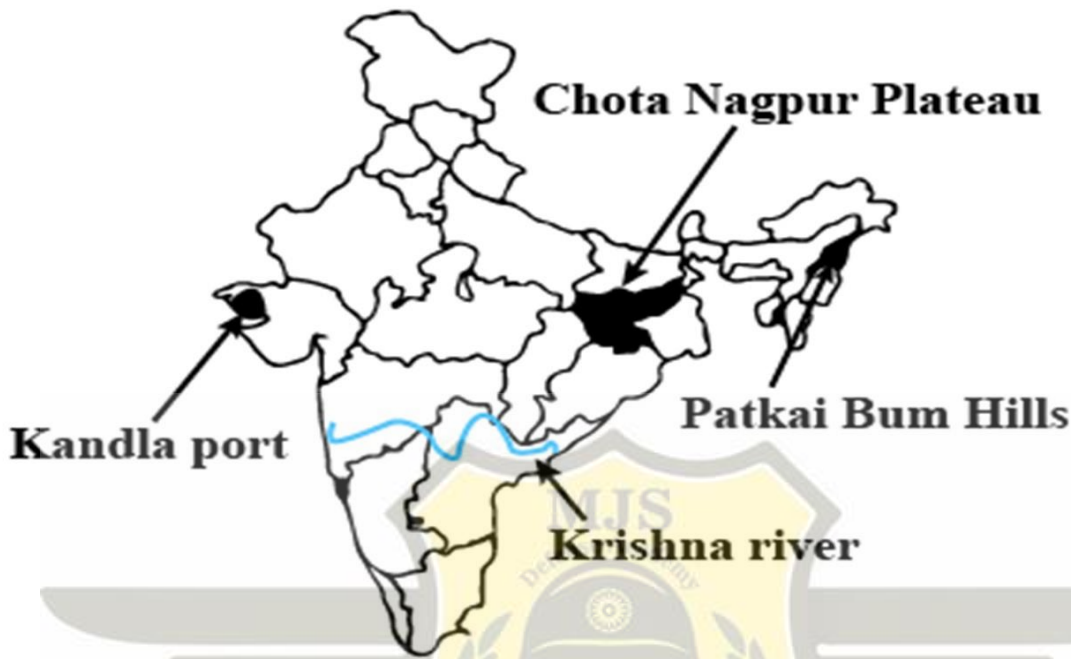 Chota Nagpur Plateau
Patkai Bum Hills
Kandla port
Krishna river
MJS